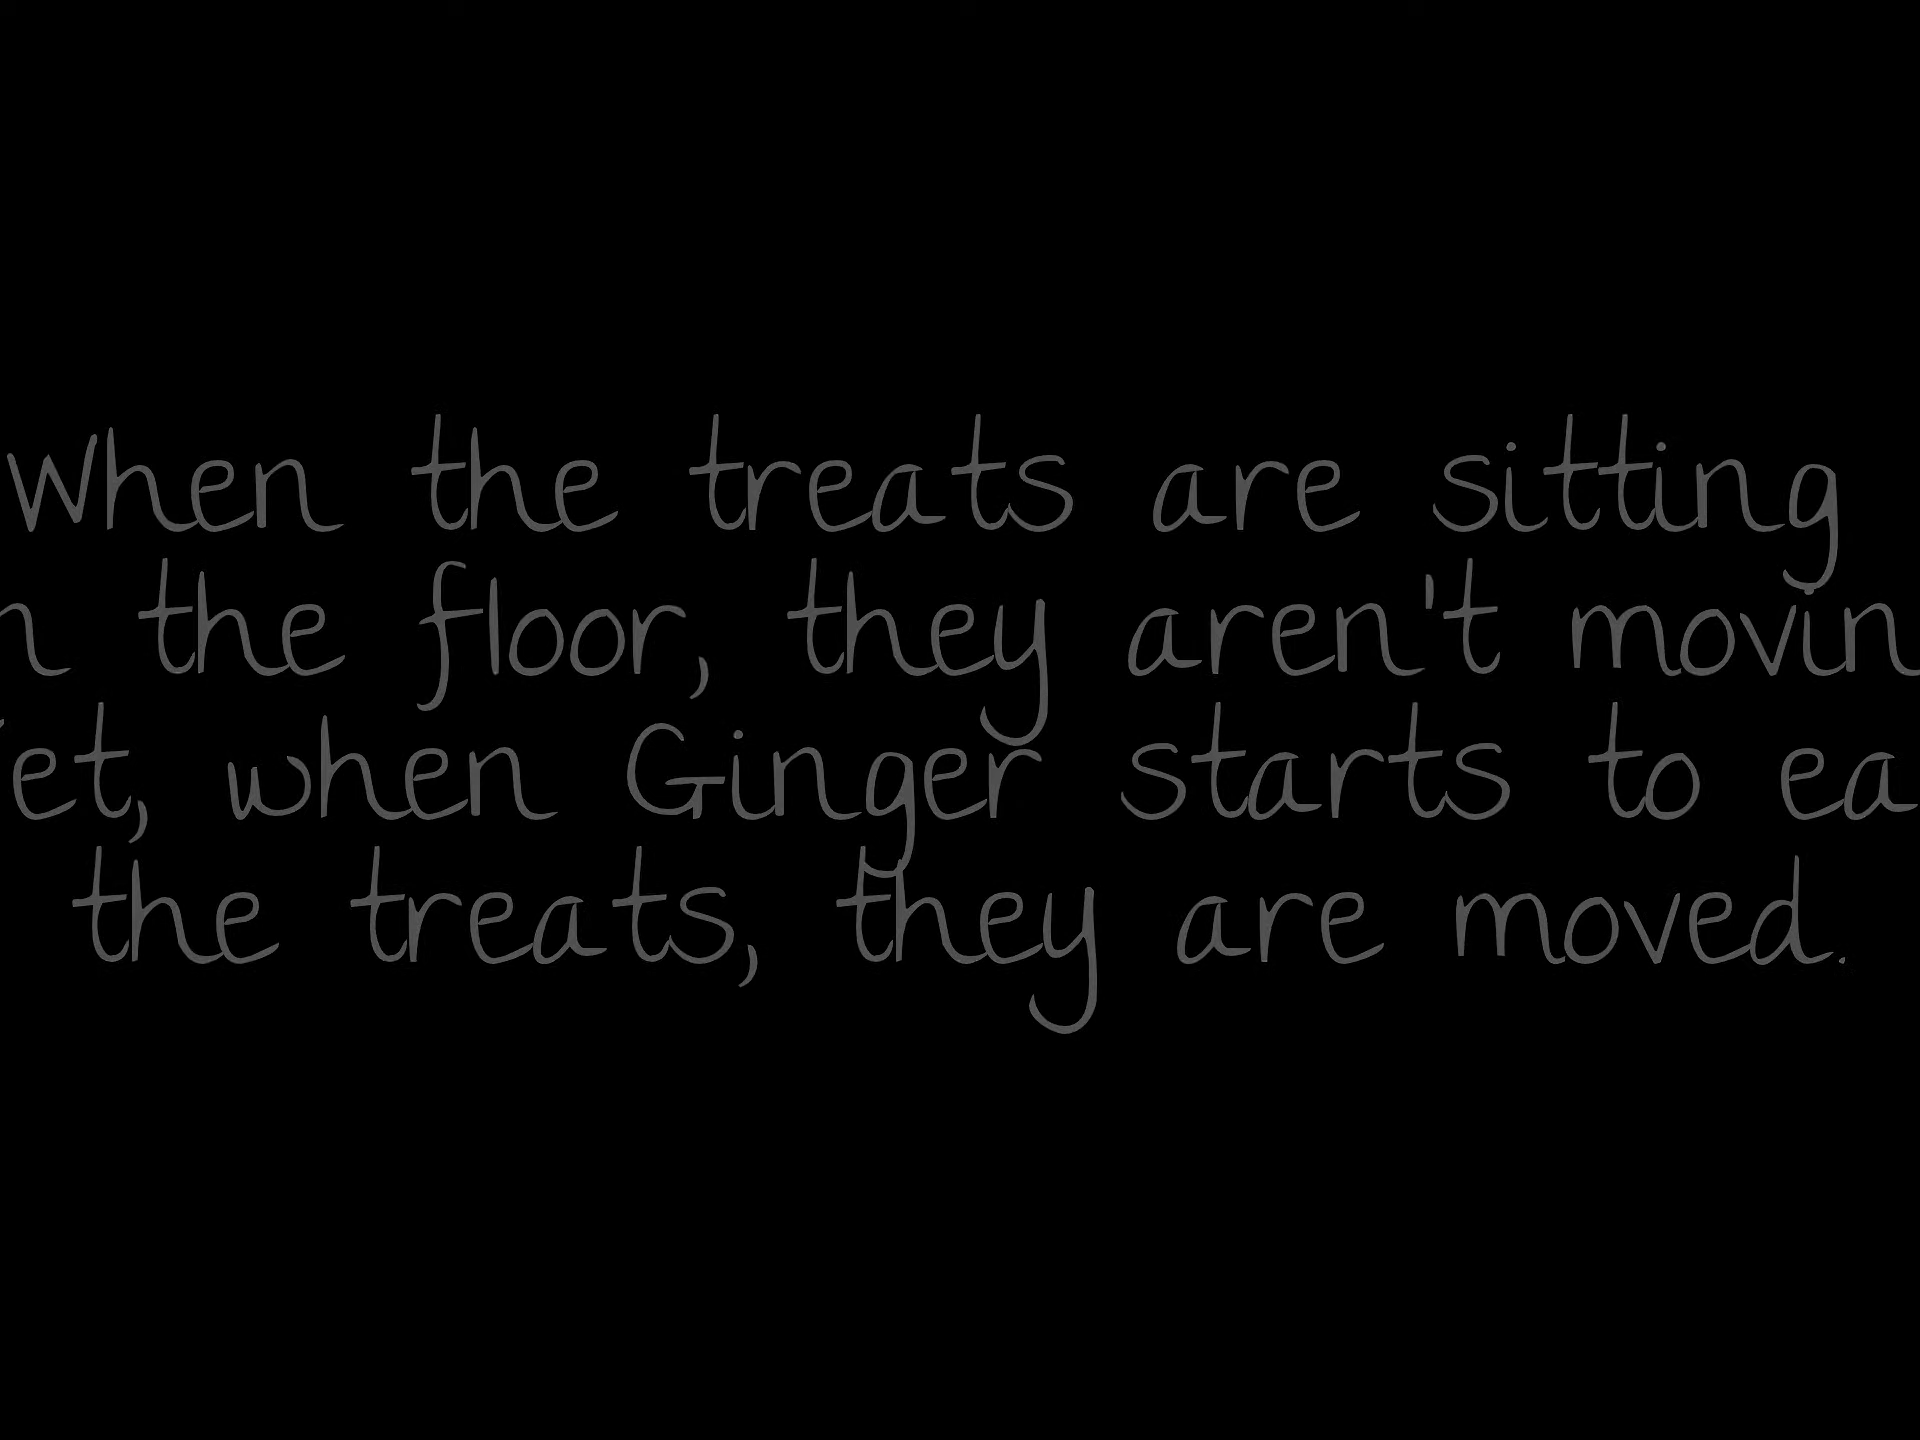 When the treats are sitting
n the floor, they aren't movin
et, when Ginger starts to ea
the treats, they are moved.